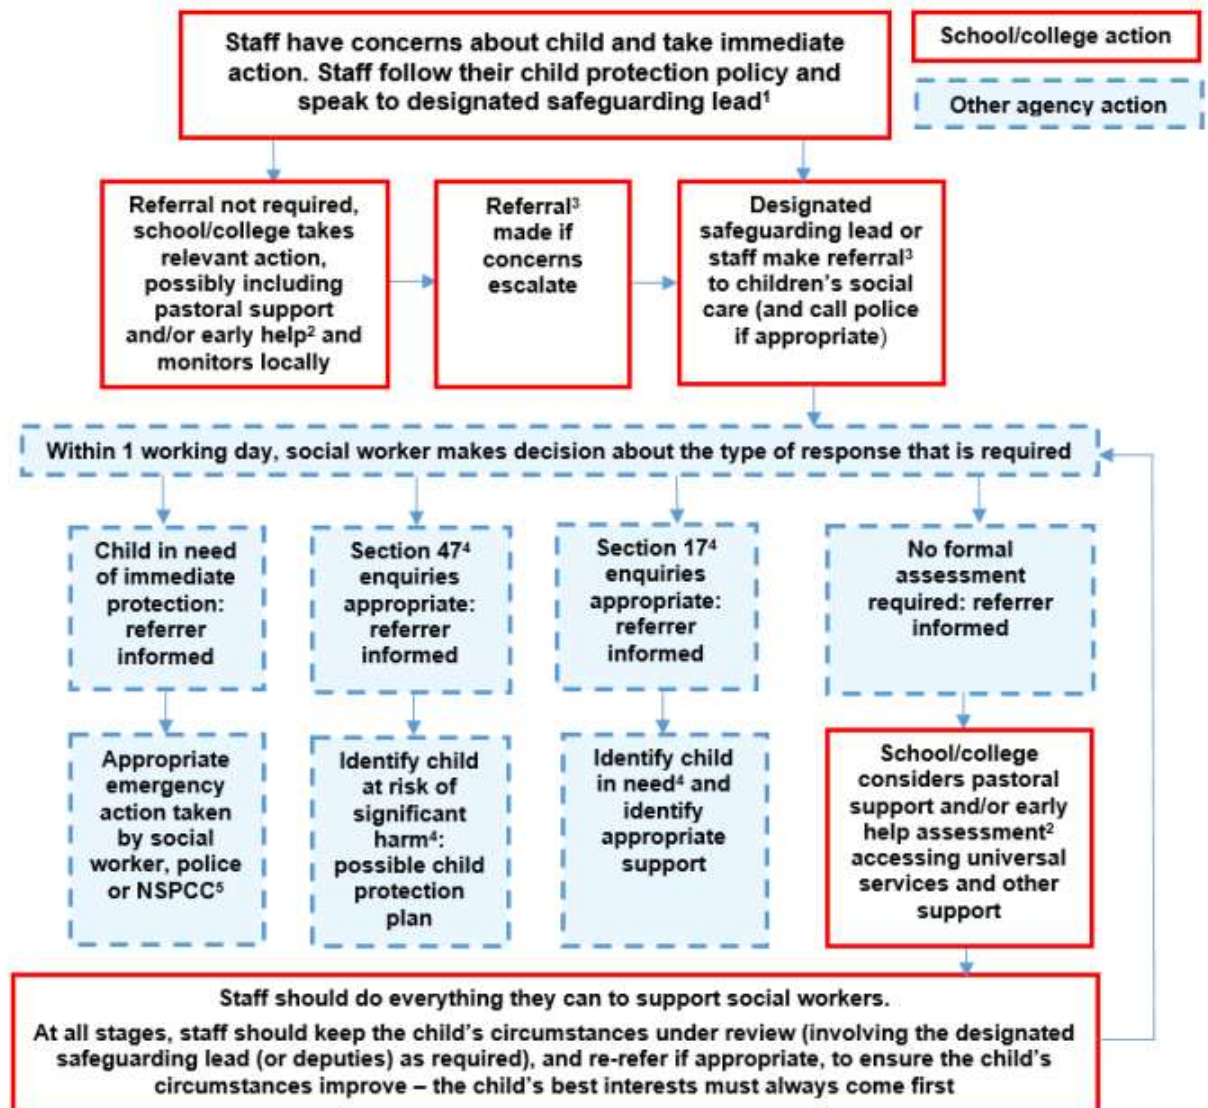 Staff have concerns about child and take immediate
action. Staff follow their child protection policy and
speak to designated safeguarding lead¹
School/college action
Other agency action
Referral not required,
school/college takes
relevant action,
possibly including
pastoral support
and/or early help² and
monitors locally
Referral³
made if
concerns
escalate
Designated
safeguarding lead or
staff make referral³
to children’s social
care (and call police
if appropriate)
Within 1 working day, social worker makes decision about the type of response that is required
Child in need
of immediate
protection:
referrer
informed
Section 47⁴
enquiries
appropriate:
referrer
informed
Section 17⁴
enquiries
appropriate:
referrer
informed
No formal
assessment
required: referrer
informed
Appropriate
emergency
action taken
by social
worker, police
or NSPCC⁵
Identify child
at risk of
significant
harm⁴:
possible child
protection
plan
Identify child
in need⁴ and
identify
appropriate
support
School/college
considers pastoral
support and/or early
help assessment²
accessing universal
services and other
support
Staff should do everything they can to support social workers.
At all stages, staff should keep the child’s circumstances under review (involving the designated
safeguarding lead (or deputies) as required), and re-refer if appropriate, to ensure the child’s
circumstances improve – the child’s best interests must always come first